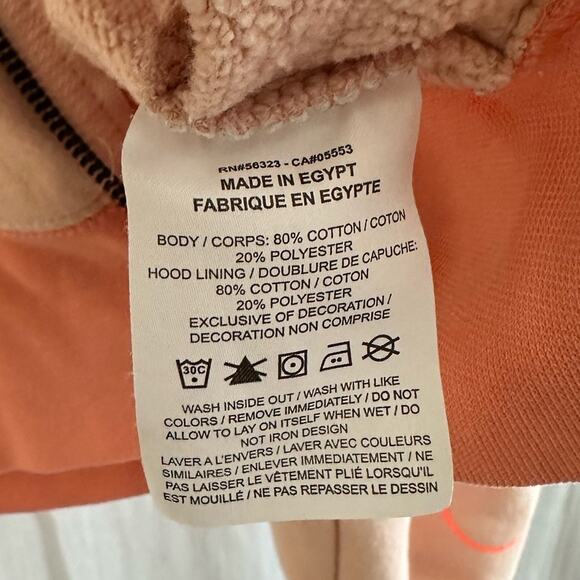 RN#56323 - CA#05553
MADE IN EGYPT
FABRIQUE EN EGYPTE
BODY / CORPS: 80% COTTON / COTON
20% POLYESTER
HOOD LINING / DOUBLURE DE CAPUCHE:
80% COTTON / COTON
20% POLYESTER
EXCLUSIVE OF DECORATION /
DECORATION NON COMPRISE
30C
WASH INSIDE OUT / WASH WITH LIKE
COLORS / REMOVE IMMEDIATELY / DO NOT
ALLOW TO LAY ON ITSELF WHEN WET / DO
NOT IRON DESIGN
LAVER A L'ENVERS / LAVER AVEC COULEURS
SIMILAIRES / ENLEVER IMMEDIATEMENT / NE
PAS LAISSER LE VÊTEMENT PLIÉ LORSQU'IL
EST MOUILLÉ / NE PAS REPASSER LE DESSIN